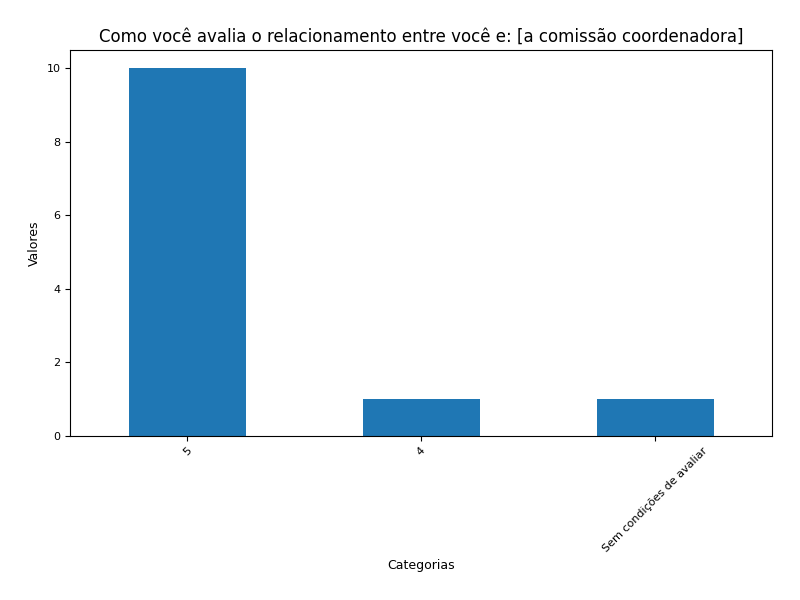 Como você avalia o relacionamento entre você e: [a comissão coordenadora]
10
8
6
4
2
0
Valores
5
4
Sem condições de avaliar
Categorias